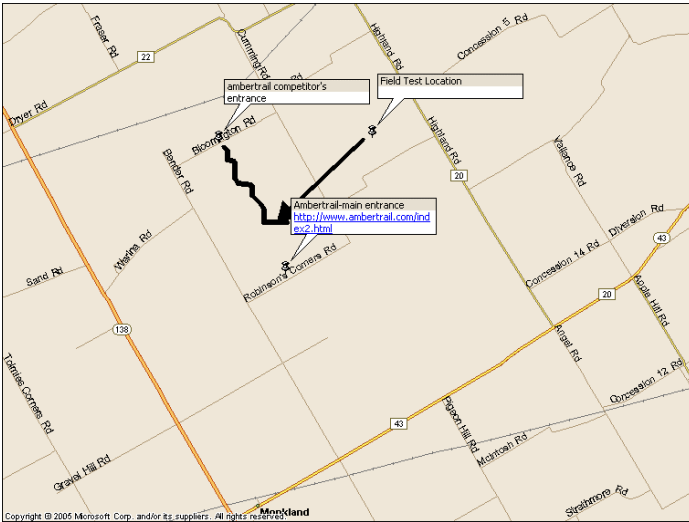 Fraser Rd
22
Cumming Rd
Highland Rd
Concession 5 Rd
Dryer Rd
ambertrail competitor's
entrance
Field Test Location
Bloomington Rd
Bender Rd
Highland Rd
Vallance Rd
20
Ambertrail-main entrance
http://www.ambertrail.com/ind
ex2.html
Diversion Rd
43
Warina Rd
Sand Rd
Robinson's Corners Rd
Concession 14 Rd
20
Apple Hill Rd
138
Angel Rd
Tolmies Corners Rd
Concession 12 Rd
Pigeon Hill Rd
43
McIntosh Rd
Gravel Hill Rd
Strathmore Rd
Monkland
Copyright © 2005 Microsoft Corp. and/or its suppliers. All rights reserved.